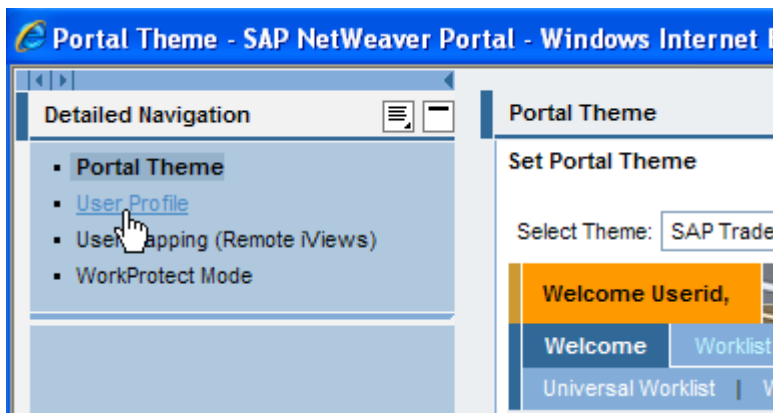 Portal Theme - SAP NetWeaver Portal - Windows Internet
Detailed Navigation
Portal Theme
User Profile
User Mapping (Remote iViews)
WorkProtect Mode
Portal Theme
Set Portal Theme
Select Theme: SAP Trade
Welcome Userid,
Welcome Worklist
Universal Worklist |